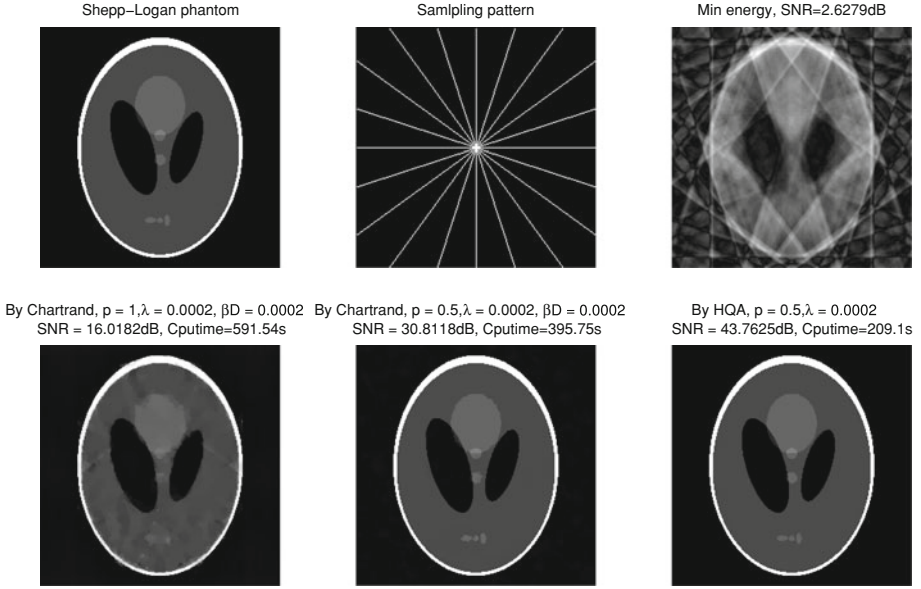 Shepp−Logan phantom
Samlpling pattern
Min energy, SNR=2.6279dB
By Chartrand, p = 1,λ = 0.0002, βD = 0.0002
SNR = 16.0182dB, Cputime=591.54s
By Chartrand, p = 0.5,λ = 0.0002, βD = 0.0002
SNR = 30.8118dB, Cputime=395.75s
By HQA, p = 0.5,λ = 0.0002
SNR = 43.7625dB, Cputime=209.1s